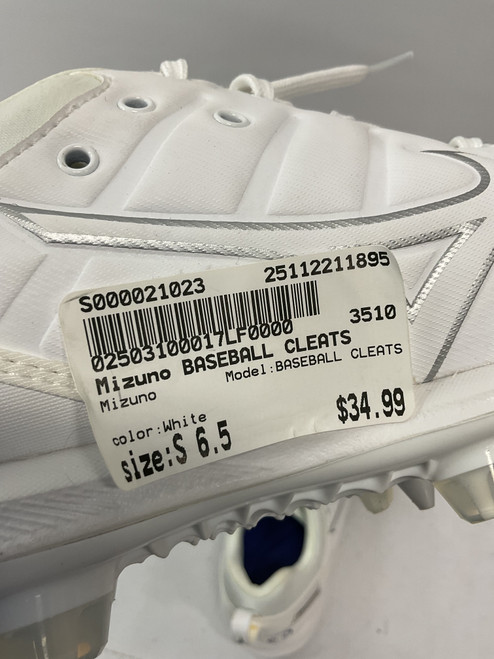 S000021023 25112211895
02503100017LF0000 3510
Mizuno BASEBALL CLEATS
Model:BASEBALL CLEATS
Mizuno
color:White
$34.99
size:S 6.5